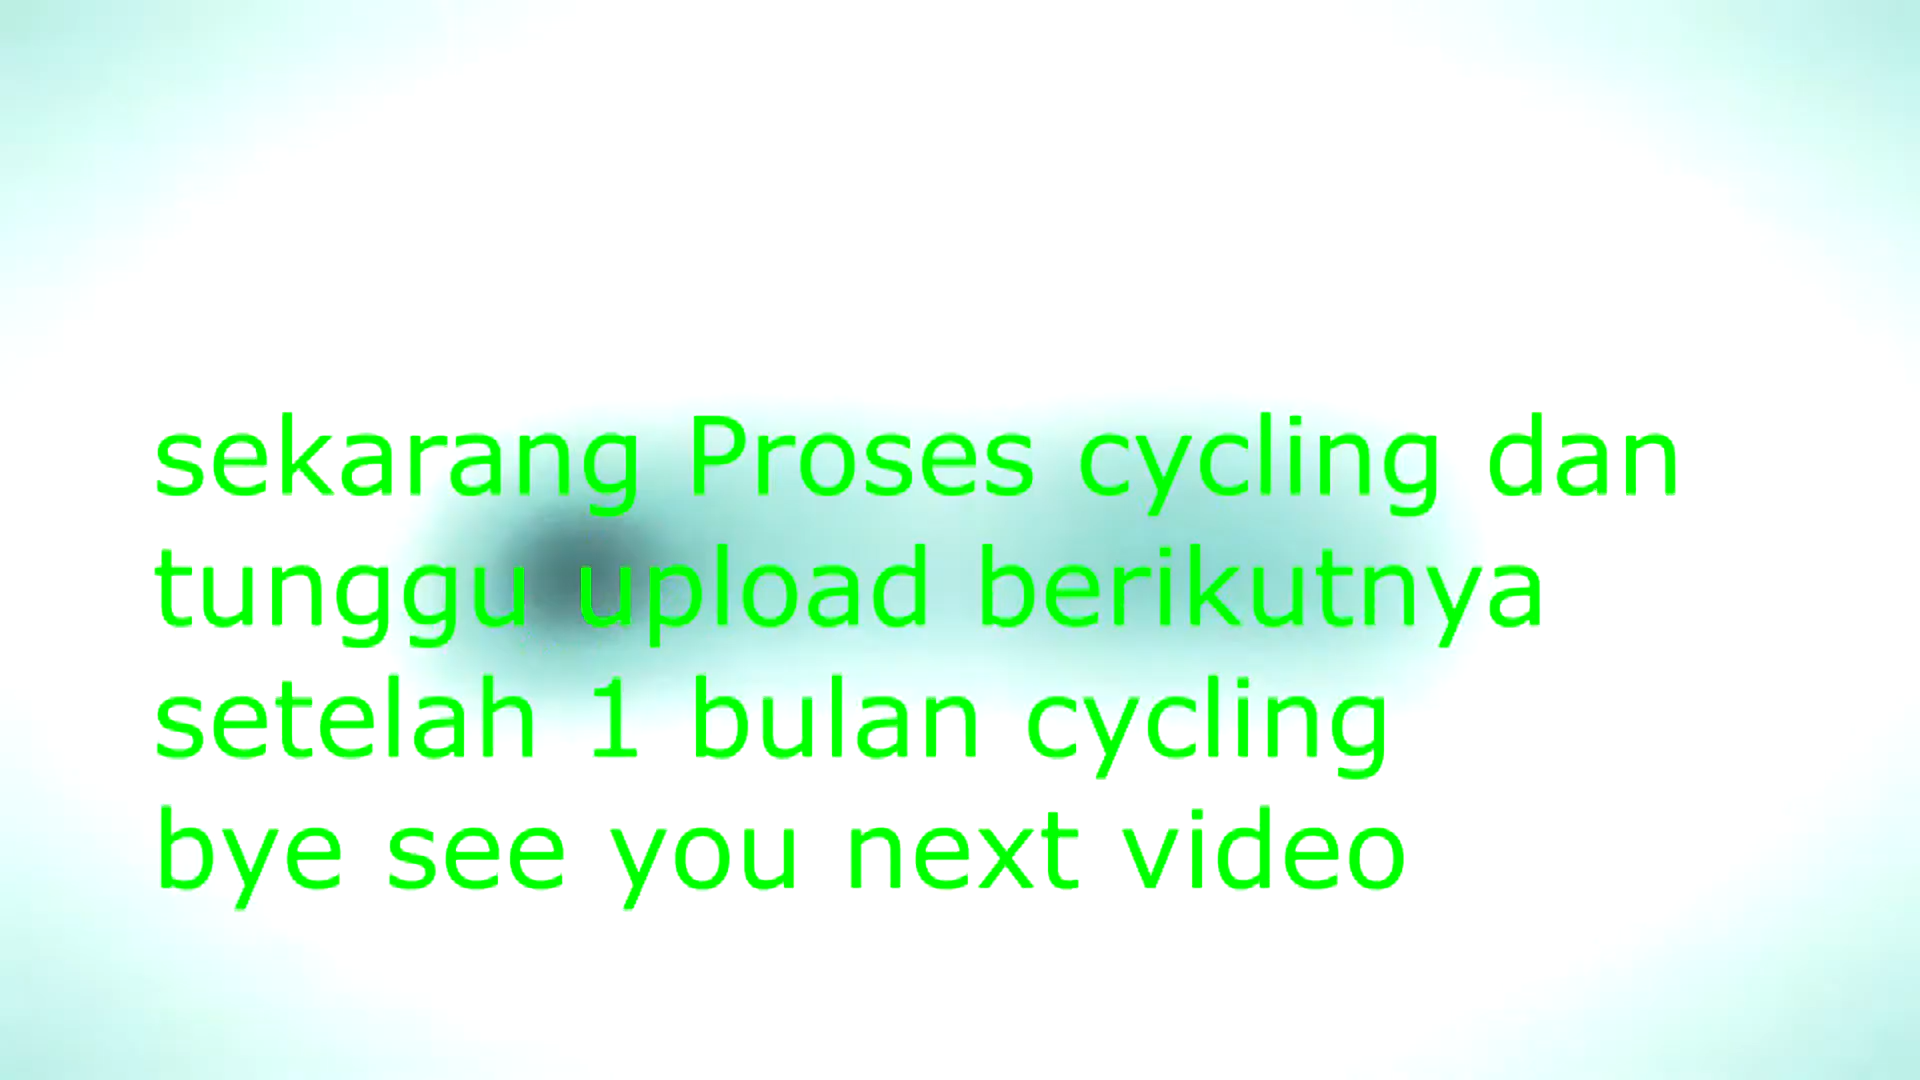 sekarang Proses cycling dan
tunggu upload berikutnya
setelah 1 bulan cycling
bye see you next video